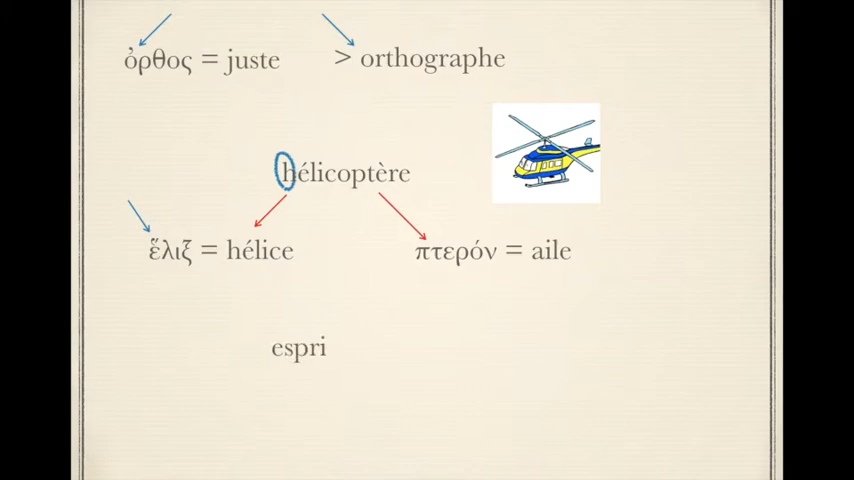 ὀρθος = juste > orthographe
hélicoptère
ἕλιξ = hélice πτερόν = aile
espri